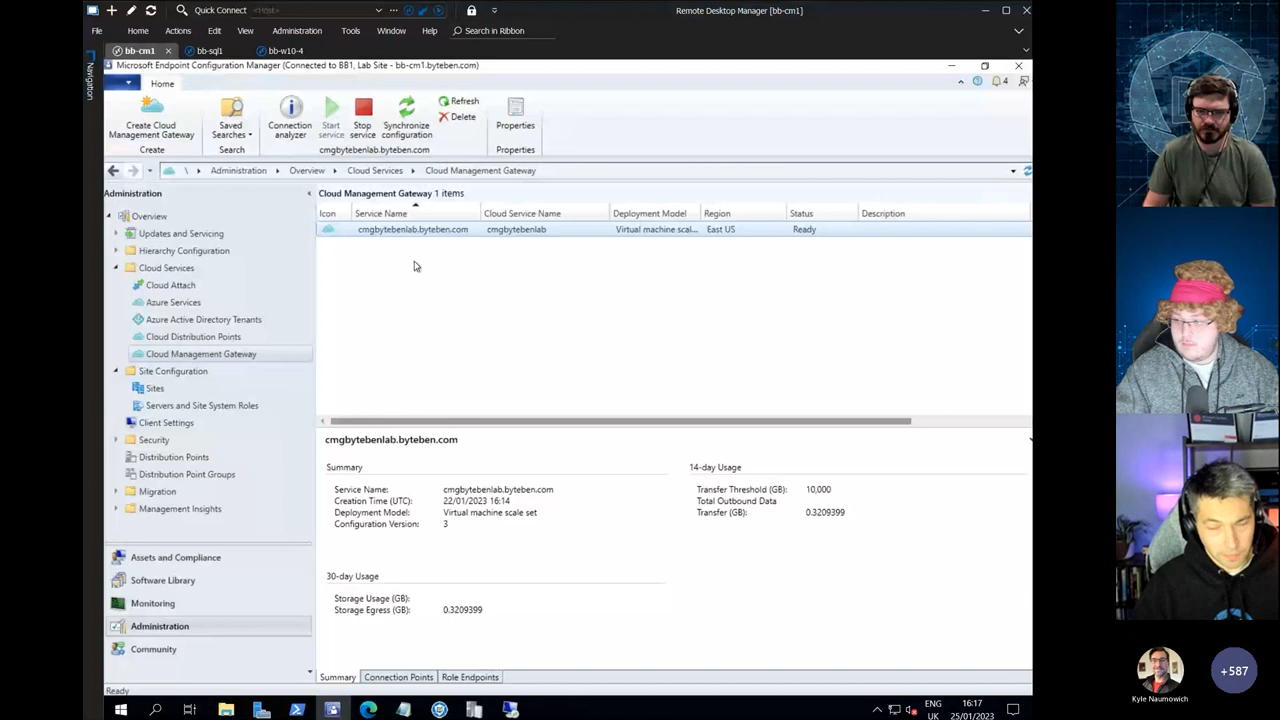 Quick Connect <Host> Remote Desktop Manager [bb-cm1]
File Home Actions Edit View Administration Tools Window Help Search in Ribbon
Navigation
bb-cm1 bb-sql1 bb-w10-4
Microsoft Endpoint Configuration Manager (Connected to BB1, Lab Site - bb-cm1.byteben.com)
Home
4
Create Cloud Management Gateway
Saved Searches
Connection analyzer
Start service
Stop service
Synchronize configuration
Refresh
Delete
Properties
Create Search cmgbytebenlab.byteben.com Properties
\ Administration Overview Cloud Services Cloud Management Gateway
Administration
Overview
Updates and Servicing
Hierarchy Configuration
Cloud Services
Cloud Attach
Azure Services
Azure Active Directory Tenants
Cloud Distribution Points
Cloud Management Gateway
Site Configuration
Sites
Servers and Site System Roles
Client Settings
Security
Distribution Points
Distribution Point Groups
Migration
Management Insights
Assets and Compliance
Software Library
Monitoring
Administration
Community
Cloud Management Gateway 1 items
Icon Service Name Cloud Service Name Deployment Model Region Status Description
cmgbytebenlab.byteben.com cmgbytebenlab Virtual machine scal... East US Ready
cmgbytebenlab.byteben.com
Summary
Service Name: cmgbytebenlab.byteben.com
Creation Time (UTC): 22/01/2023 16:14
Deployment Model: Virtual machine scale set
Configuration Version: 3
14-day Usage
Transfer Threshold (GB): 10,000
Total Outbound Data
Transfer (GB): 0.3209399
30-day Usage
Storage Usage (GB):
Storage Egress (GB): 0.3209399
Summary Connection Points Role Endpoints
Ready
ENG
UK
16:17
25/01/2023
Kyle Naumowich
+587